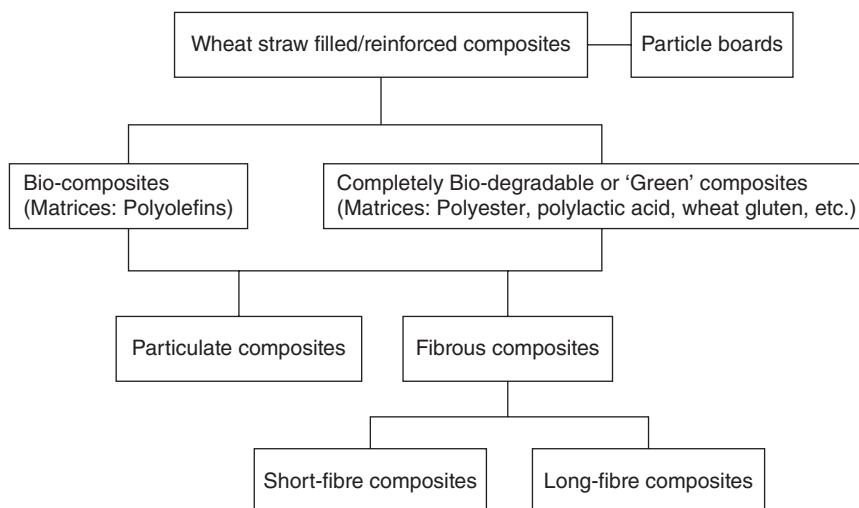 Wheat straw filled/reinforced composites
Particle boards
Bio-composites
(Matrices: Polyolefins)
Completely Bio-degradable or ‘Green’ composites
(Matrices: Polyester, polylactic acid, wheat gluten, etc.)
Particulate composites
Fibrous composites
Short-fibre composites
Long-fibre composites